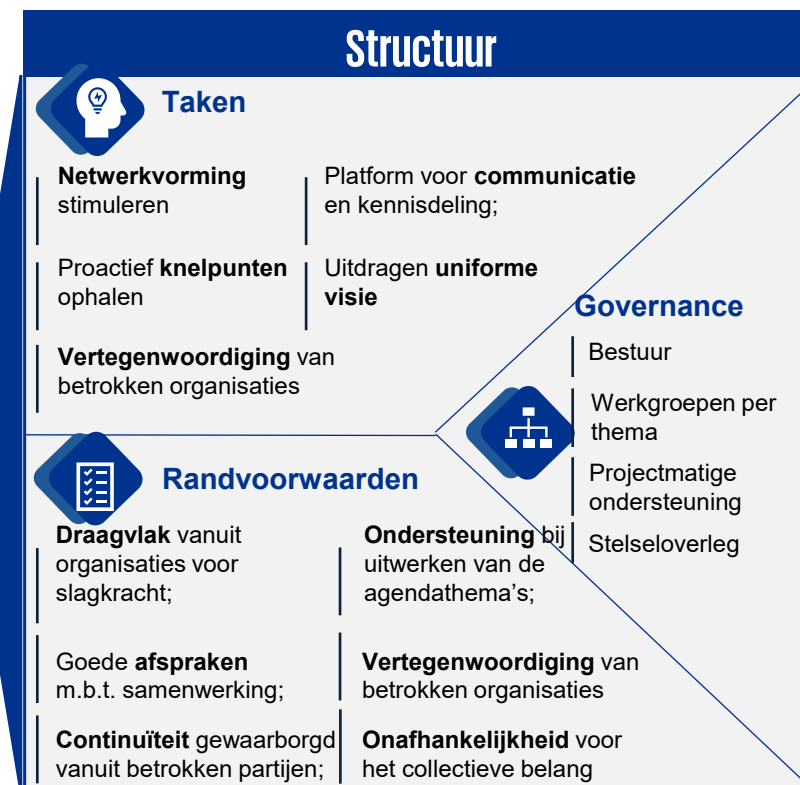 Structuur
Taken
Netwerkvorming
stimuleren
Platform voor communicatie
en kennisdeling;
Proactief knelpunten
ophalen
Uitdragen uniforme
visie
Vertegenwoordiging van
betrokken organisaties
Governance
Bestuur
Werkgroepen per
thema
Projectmatige
ondersteuning
Stelseloverleg
Randvoorwaarden
Draagvlak vanuit
organisaties voor
slagkracht;
Ondersteuning bij
uitwerken van de
agendathema's;
Goede afspraken
m.b.t. samenwerking;
Vertegenwoordiging van
betrokken organisaties
Continuïteit gewaarborgd
vanuit betrokken partijen;
Onafhankelijkheid voor
het collectieve belang